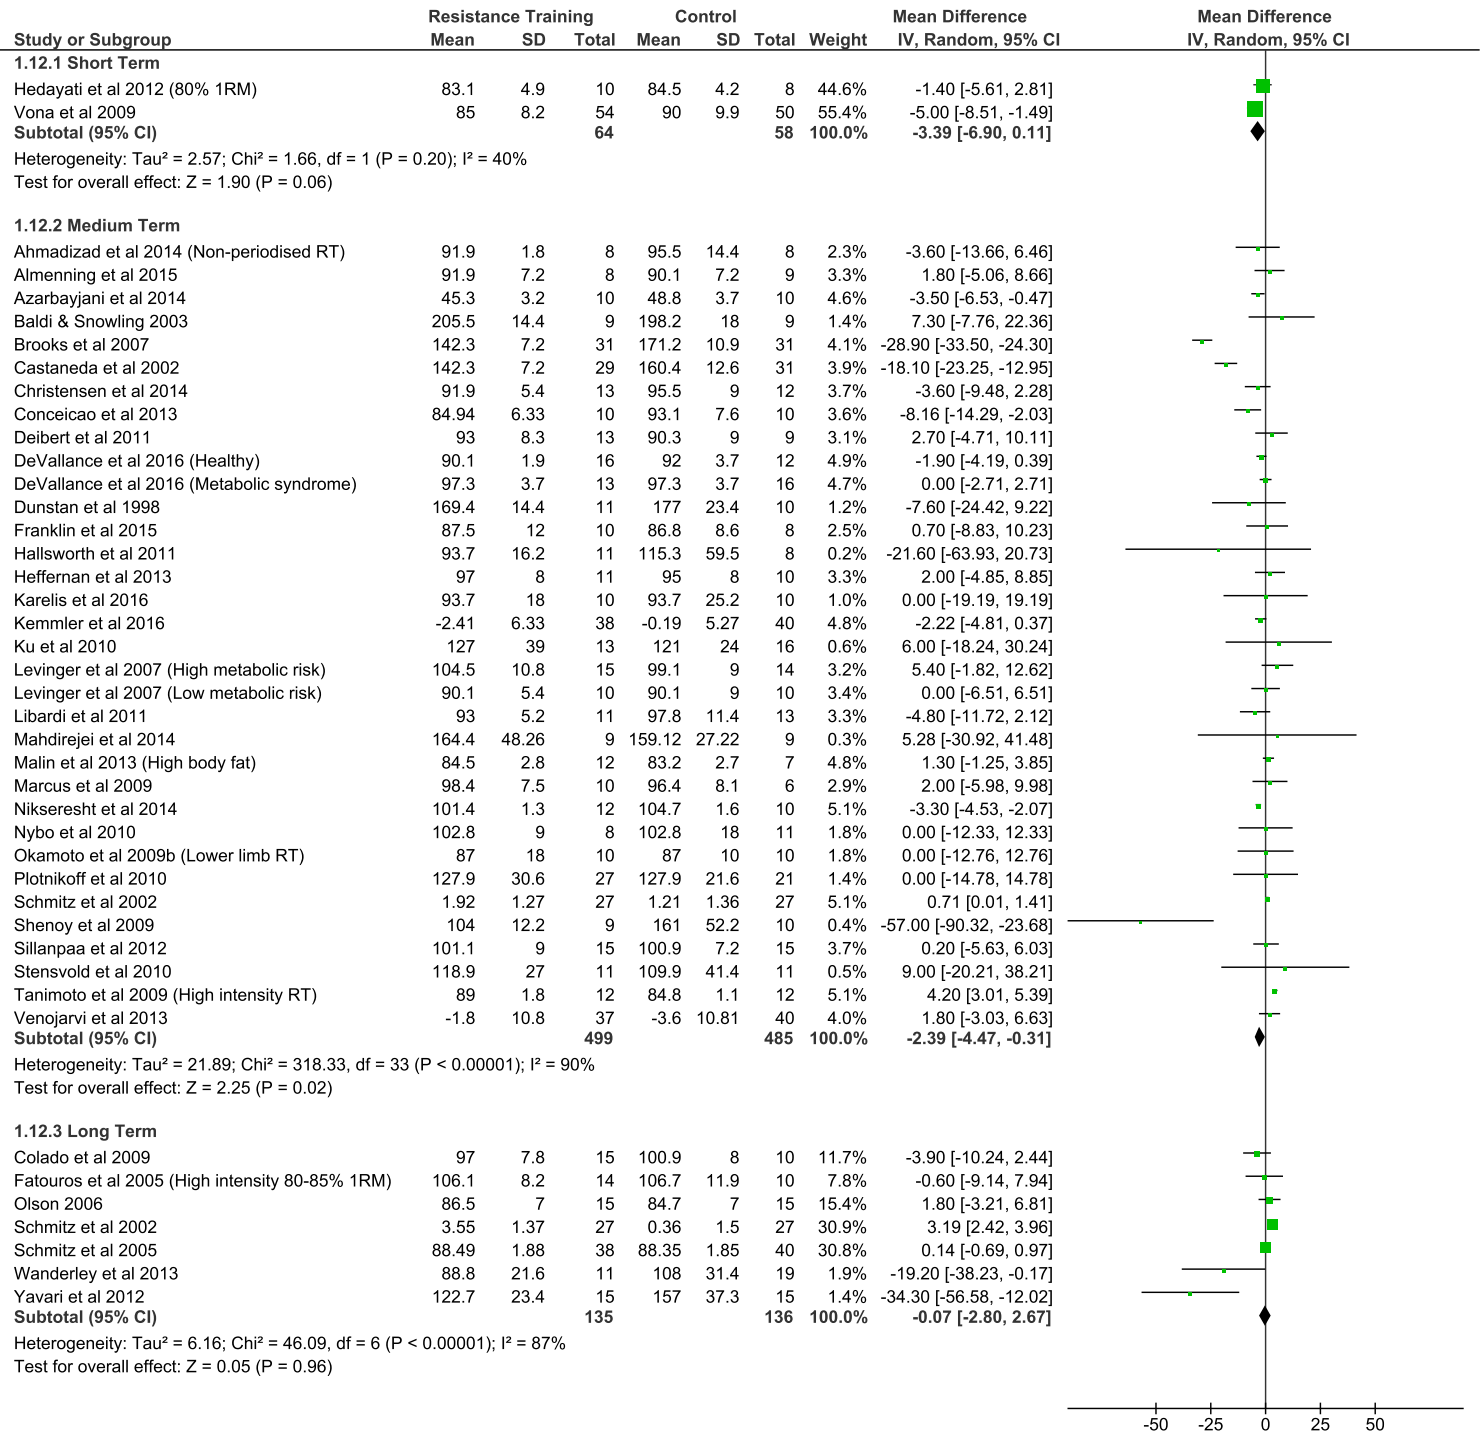 Resistance Training Control Mean Difference Mean Difference
Study or Subgroup Mean SD Total Mean SD Total Weight IV, Random, 95% CI IV, Random, 95% CI
1.12.1 Short Term
Hedayati et al 2012 (80% 1RM) 83.1 4.9 10 84.5 4.2 8 44.6% -1.40 [-5.61, 2.81]
Vona et al 2009 85 8.2 54 90 9.9 50 55.4% -5.00 [-8.51, -1.49]
Subtotal (95% CI) 64 58 100.0% -3.39 [-6.90, 0.11]
Heterogeneity: Tau² = 2.57; Chi² = 1.66, df = 1 (P = 0.20); I² = 40%
Test for overall effect: Z = 1.90 (P = 0.06)
1.12.2 Medium Term
Ahmadizad et al 2014 (Non-periodised RT) 91.9 1.8 8 95.5 14.4 8 2.3% -3.60 [-13.66, 6.46]
Almenning et al 2015 91.9 7.2 8 90.1 7.2 9 3.3% 1.80 [-5.06, 8.66]
Azarbayjani et al 2014 45.3 3.2 10 48.8 3.7 10 4.6% -3.50 [-6.53, -0.47]
Baldi & Snowling 2003 205.5 14.4 9 198.2 18 9 1.4% 7.30 [-7.76, 22.36]
Brooks et al 2007 142.3 7.2 31 171.2 10.9 31 4.1% -28.90 [-33.50, -24.30]
Castaneda et al 2002 142.3 7.2 29 160.4 12.6 31 3.9% -18.10 [-23.25, -12.95]
Christensen et al 2014 91.9 5.4 13 95.5 9 12 3.7% -3.60 [-9.48, 2.28]
Conceicao et al 2013 84.94 6.33 10 93.1 7.6 10 3.6% -8.16 [-14.29, -2.03]
Deibert et al 2011 93 8.3 13 90.3 9 9 3.1% 2.70 [-4.71, 10.11]
DeVallance et al 2016 (Healthy) 90.1 1.9 16 92 3.7 12 4.9% -1.90 [-4.19, 0.39]
DeVallance et al 2016 (Metabolic syndrome) 97.3 3.7 13 97.3 3.7 16 4.7% 0.00 [-2.71, 2.71]
Dunstan et al 1998 169.4 14.4 11 177 23.4 10 1.2% -7.60 [-24.42, 9.22]
Franklin et al 2015 87.5 12 10 86.8 8.6 8 2.5% 0.70 [-8.83, 10.23]
Hallsworth et al 2011 93.7 16.2 11 115.3 59.5 8 0.2% -21.60 [-63.93, 20.73]
Heffernan et al 2013 97 8 11 95 8 10 3.3% 2.00 [-4.85, 8.85]
Karelis et al 2016 93.7 18 10 93.7 25.2 10 1.0% 0.00 [-19.19, 19.19]
Kemmler et al 2016 -2.41 6.33 38 -0.19 5.27 40 4.8% -2.22 [-4.81, 0.37]
Ku et al 2010 127 39 13 121 24 16 0.6% 6.00 [-18.24, 30.24]
Levinger et al 2007 (High metabolic risk) 104.5 10.8 15 99.1 9 14 3.2% 5.40 [-1.82, 12.62]
Levinger et al 2007 (Low metabolic risk) 90.1 5.4 10 90.1 9 10 3.4% 0.00 [-6.51, 6.51]
Libardi et al 2011 93 5.2 11 97.8 11.4 13 3.3% -4.80 [-11.72, 2.12]
Mahdirejei et al 2014 164.4 48.26 9 159.12 27.22 9 0.3% 5.28 [-30.92, 41.48]
Malin et al 2013 (High body fat) 84.5 2.8 12 83.2 2.7 7 4.8% 1.30 [-1.25, 3.85]
Marcus et al 2009 98.4 7.5 10 96.4 8.1 6 2.9% 2.00 [-5.98, 9.98]
Nikseresht et al 2014 101.4 1.3 12 104.7 1.6 10 5.1% -3.30 [-4.53, -2.07]
Nybo et al 2010 102.8 9 8 102.8 18 11 1.8% 0.00 [-12.33, 12.33]
Okamoto et al 2009b (Lower limb RT) 87 18 10 87 10 10 1.8% 0.00 [-12.76, 12.76]
Plotnikoff et al 2010 127.9 30.6 27 127.9 21.6 21 1.4% 0.00 [-14.78, 14.78]
Schmitz et al 2002 1.92 1.27 27 1.21 1.36 27 5.1% 0.71 [0.01, 1.41]
Shenoy et al 2009 104 12.2 9 161 52.2 10 0.4% -57.00 [-90.32, -23.68]
Sillanpaa et al 2012 101.1 9 15 100.9 7.2 15 3.7% 0.20 [-5.63, 6.03]
Stensvold et al 2010 118.9 27 11 109.9 41.4 11 0.5% 9.00 [-20.21, 38.21]
Tanimoto et al 2009 (High intensity RT) 89 1.8 12 84.8 1.1 12 5.1% 4.20 [3.01, 5.39]
Venojarvi et al 2013 -1.8 10.8 37 -3.6 10.81 40 4.0% 1.80 [-3.03, 6.63]
Subtotal (95% CI) 499 485 100.0% -2.39 [-4.47, -0.31]
Heterogeneity: Tau² = 21.89; Chi² = 318.33, df = 33 (P < 0.00001); I² = 90%
Test for overall effect: Z = 2.25 (P = 0.02)
1.12.3 Long Term
Colado et al 2009 97 7.8 15 100.9 8 10 11.7% -3.90 [-10.24, 2.44]
Fatouros et al 2005 (High intensity 80-85% 1RM) 106.1 8.2 14 106.7 11.9 10 7.8% -0.60 [-9.14, 7.94]
Olson 2006 86.5 7 15 84.7 7 15 15.4% 1.80 [-3.21, 6.81]
Schmitz et al 2002 3.55 1.37 27 0.36 1.5 27 30.9% 3.19 [2.42, 3.96]
Schmitz et al 2005 88.49 1.88 38 88.35 1.85 40 30.8% 0.14 [-0.69, 0.97]
Wanderley et al 2013 88.8 21.6 11 108 31.4 19 1.9% -19.20 [-38.23, -0.17]
Yavari et al 2012 122.7 23.4 15 157 37.3 15 1.4% -34.30 [-56.58, -12.02]
Subtotal (95% CI) 135 136 100.0% -0.07 [-2.80, 2.67]
Heterogeneity: Tau² = 6.16; Chi² = 46.09, df = 6 (P < 0.00001); I² = 87%
Test for overall effect: Z = 0.05 (P = 0.96)
-50 -25 0 25 50